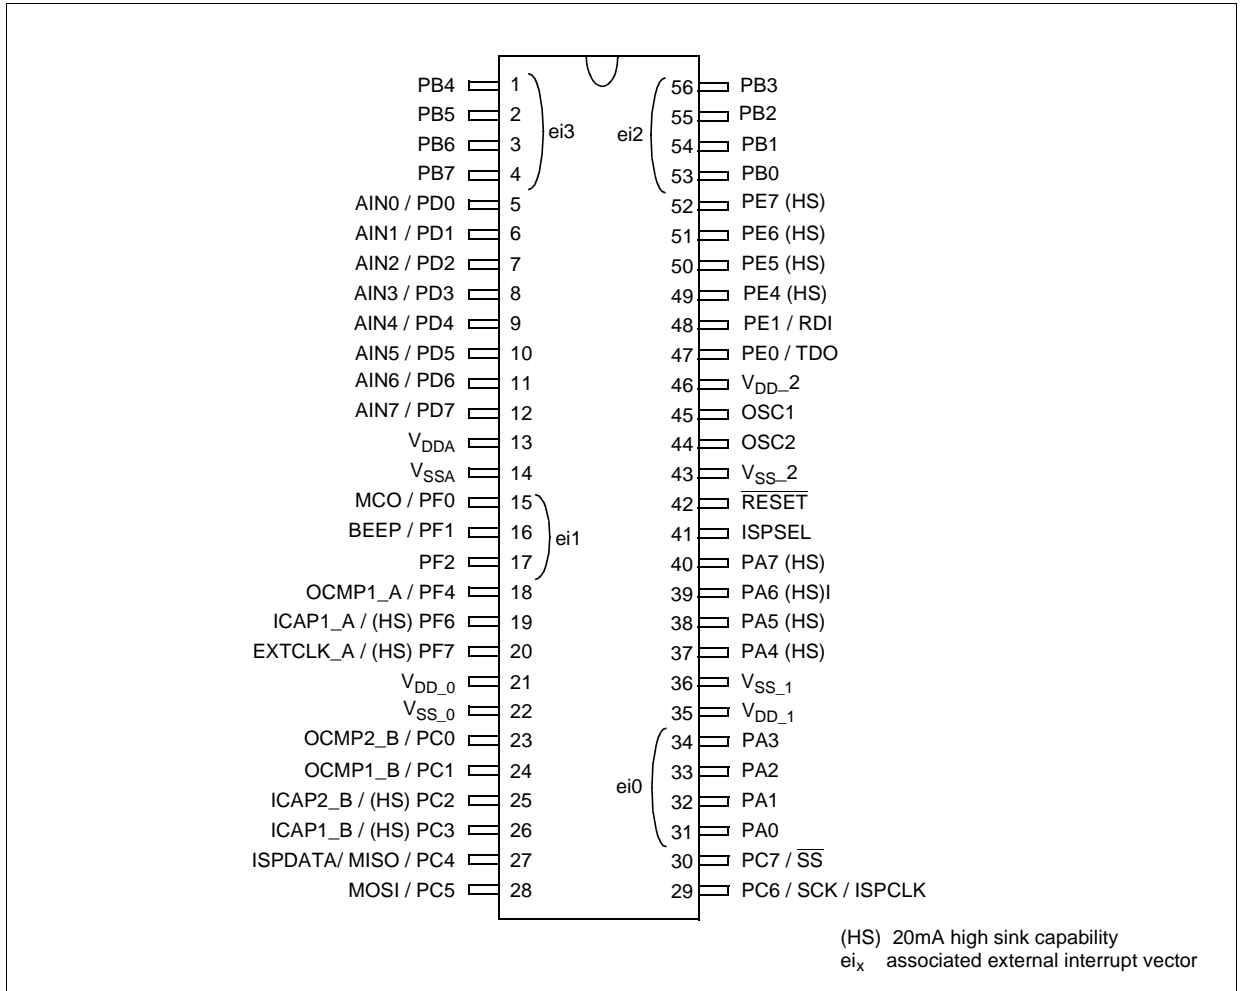 PB4 1
PB5 2
PB6 3
PB7 4
ei3
AIN0 / PD0 5
AIN1 / PD1 6
AIN2 / PD2 7
AIN3 / PD3 8
AIN4 / PD4 9
AIN5 / PD5 10
AIN6 / PD6 11
AIN7 / PD7 12
VDDA 13
VSSA 14
MCO / PF0 15
BEEP / PF1 16
PF2 17
ei1
OCMP1_A / PF4 18
ICAP1_A / (HS) PF6 19
EXTCLK_A / (HS) PF7 20
VDD_0 21
VSS_0 22
OCMP2_B / PC0 23
OCMP1_B / PC1 24
ICAP2_B / (HS) PC2 25
ICAP1_B / (HS) PC3 26
ISPDATA/ MISO / PC4 27
MOSI / PC5 28
56 PB3
55 PB2
54 PB1
53 PB0
ei2
52 PE7 (HS)
51 PE6 (HS)
50 PE5 (HS)
49 PE4 (HS)
48 PE1 / RDI
47 PE0 / TDO
46 VDD_2
45 OSC1
44 OSC2
43 VSS_2
42 RESET
41 ISPSEL
40 PA7 (HS)
39 PA6 (HS)I
38 PA5 (HS)
37 PA4 (HS)
36 VSS_1
35 VDD_1
34 PA3
33 PA2
32 PA1
31 PA0
ei0
30 PC7 / SS
29 PC6 / SCK / ISPCLK
(HS) 20mA high sink capability
eix associated external interrupt vector